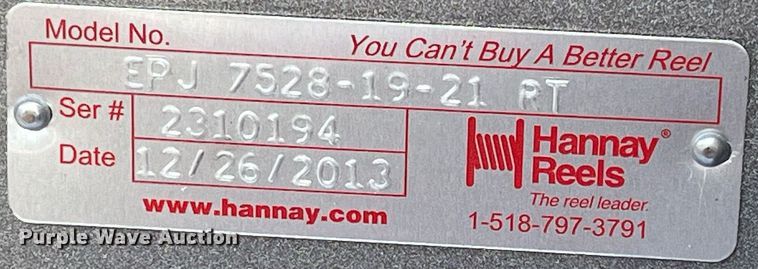 Model No.
You Can't Buy A Better Reel
EPJ 7528-19-21 RT
Ser # 2310194
Date 12/26/2013
Hannay®
Reels
The reel leader.
www.hannay.com
1-518-797-3791
Purple Wave Auction